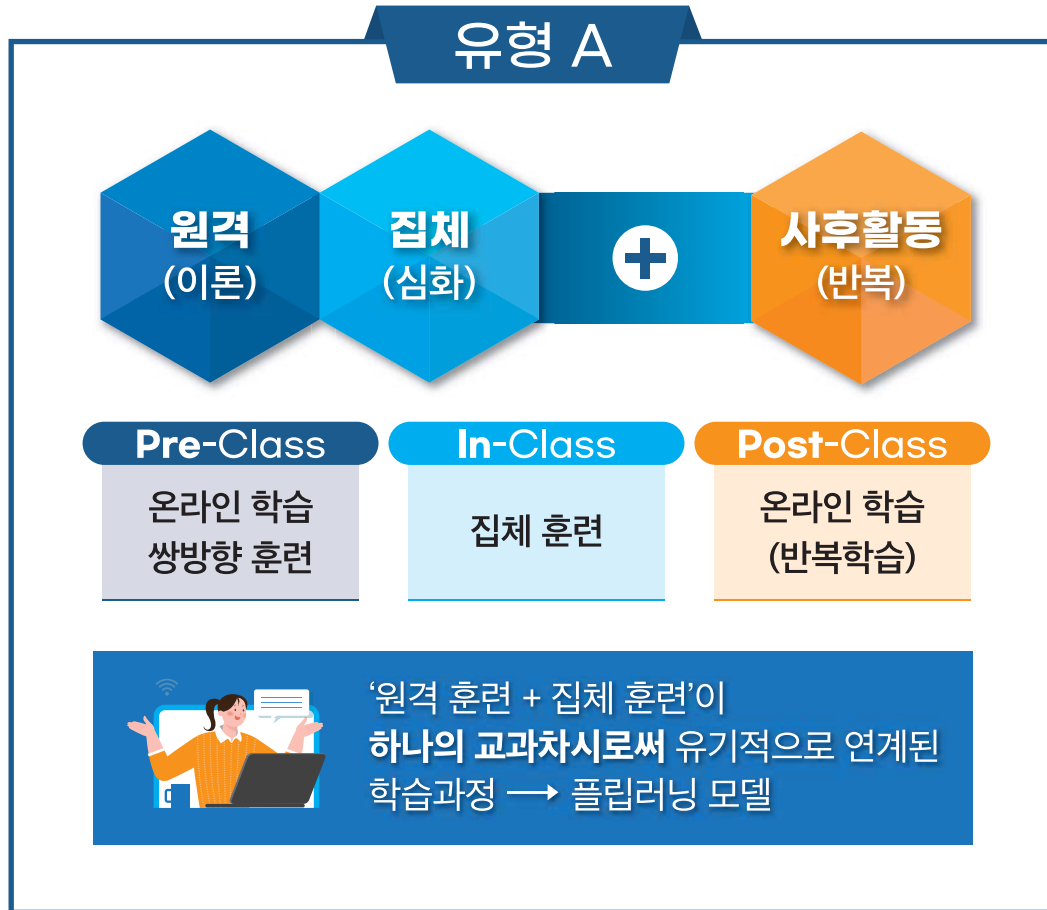 유형 A
원격
(이론)
집체
(심화)
사후활동
(반복)
Pre-Class
온라인 학습
쌍방향 훈련
In-Class
집체 훈련
Post-Class
온라인 학습
(반복학습)
‘원격 훈련 + 집체 훈련’이
하나의 교과차시로써 유기적으로 연계된
학습과정 → 플립러닝 모델